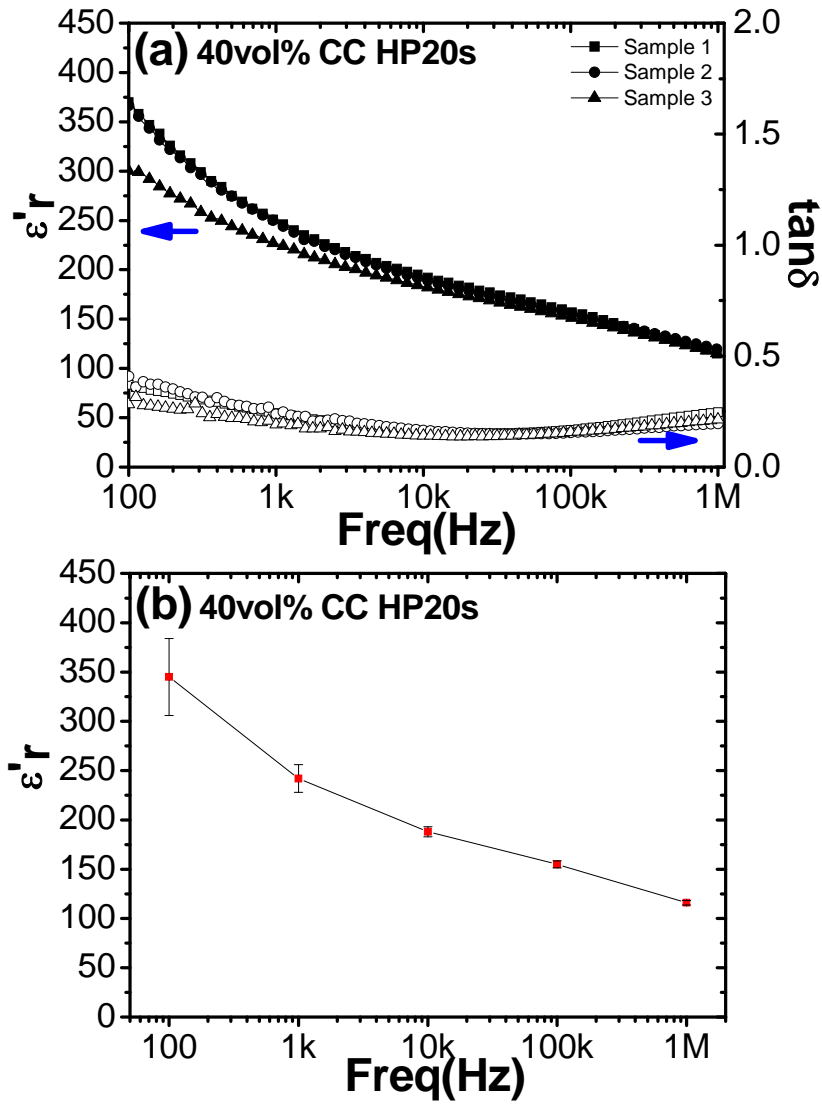 (a) 40vol% CC HP20s
Sample 1
Sample 2
Sample 3
450
400
350
300
250
200
150
100
50
0
ε'r
2.0
1.5
1.0
0.5
0.0
tanδ
100 1k 10k 100k 1M
Freq(Hz)
(b) 40vol% CC HP20s
450
400
350
300
250
200
150
100
50
0
ε'r
100 1k 10k 100k 1M
Freq(Hz)